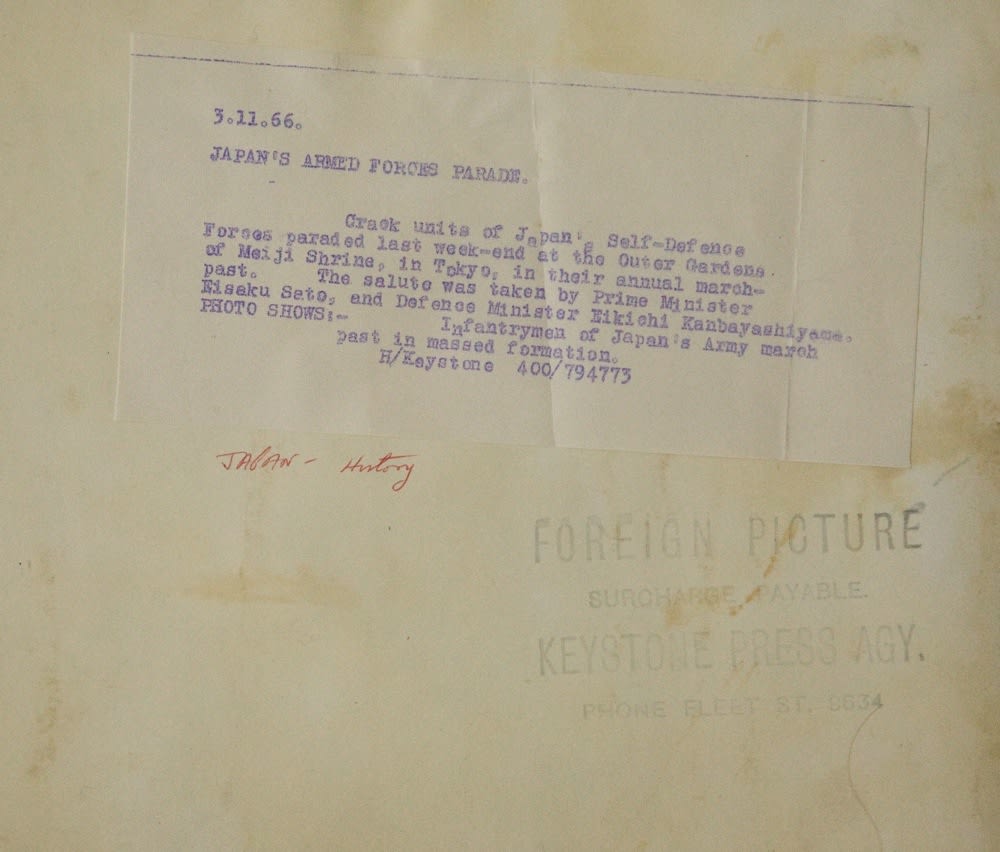 3.11.66.
JAPAN'S ARMED FORCES PARADE.
Crack units of Japan's Self-Defence
Forces paraded last week-end at the Outer Gardens
of Meiji Shrine, in Tokyo, in their annual march-
past. The salute was taken by Prime Minister
Eisaku Sato, and Defence Minister Eikichi Kanbayashiyama.
PHOTO SHOWS:- Infantrymen of Japan's Army march
past in massed formation.
H/Keystone 400/794773
JAPAN - History
FOREIGN PICTURE
SURCHARGE PAYABLE.
KEYSTONE PRESS AGY.
PHONE FLEET ST. 9634